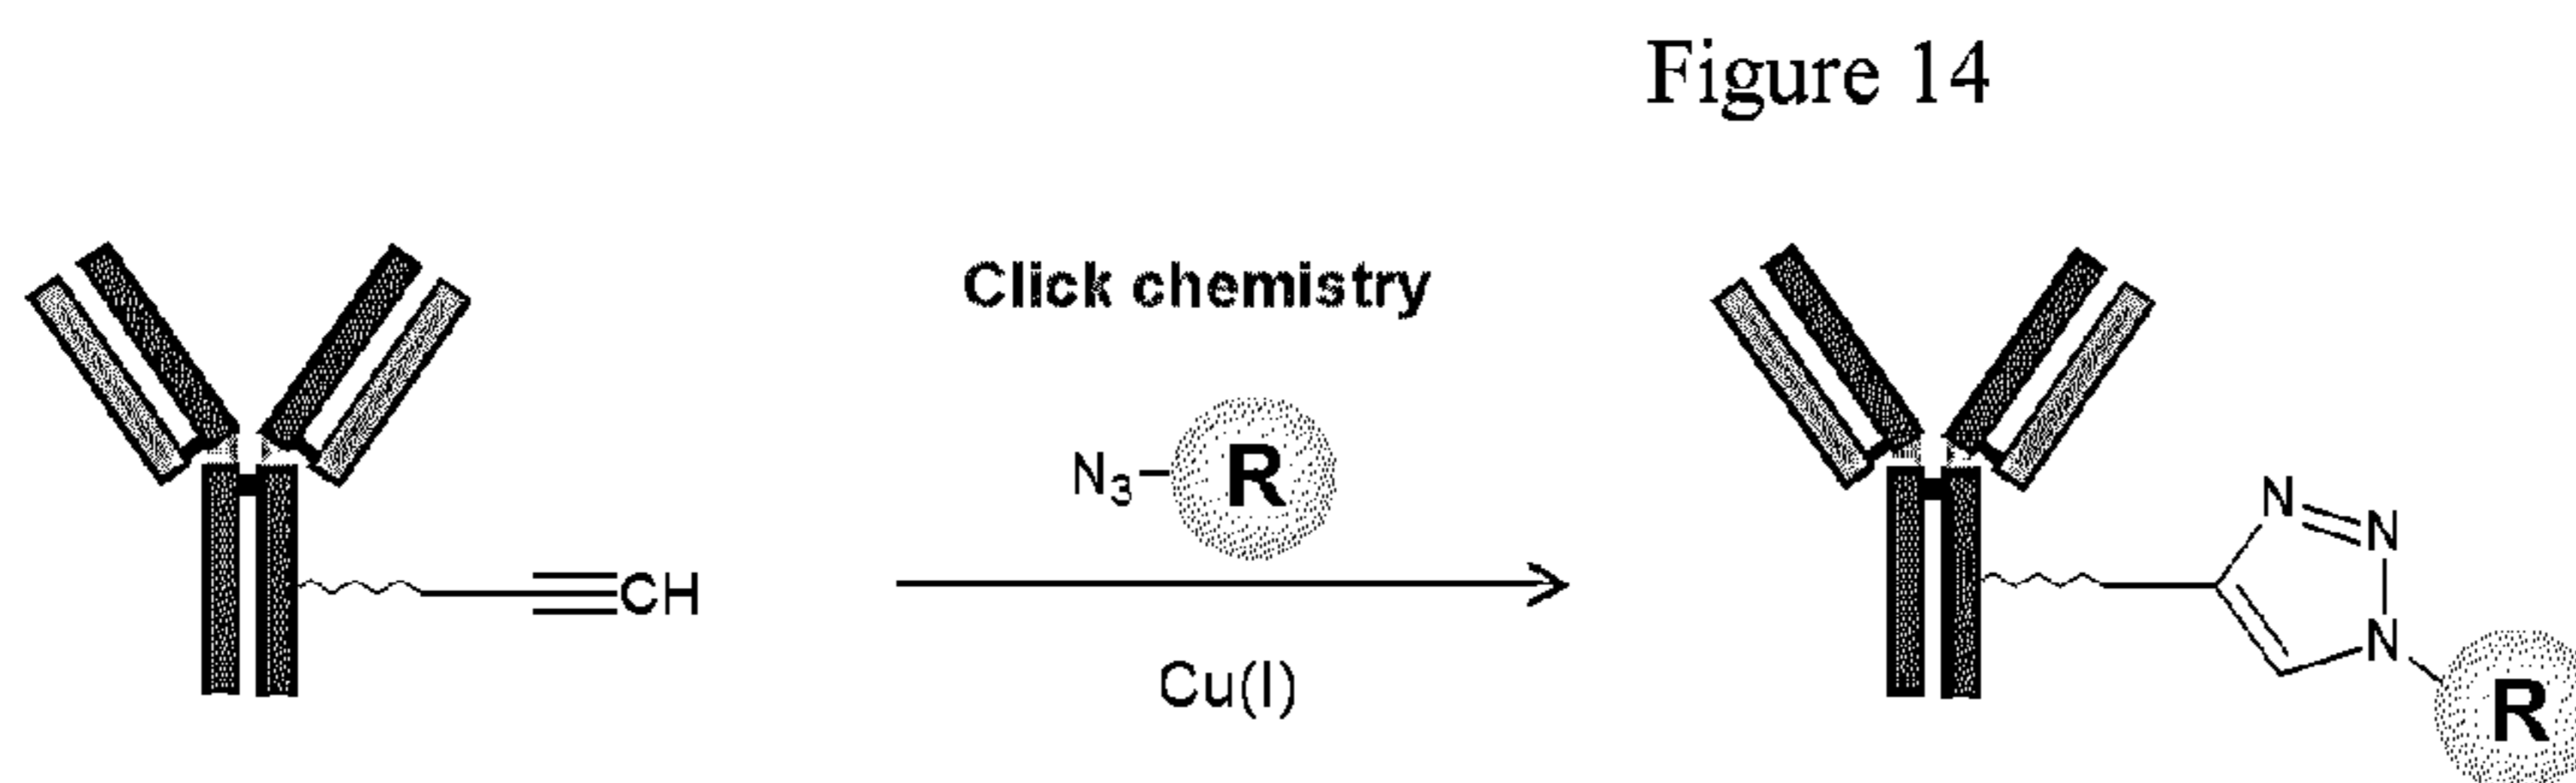 Figure 14
Click chemistry
N₃–R
CH
Cu(I)
N
N
N
R